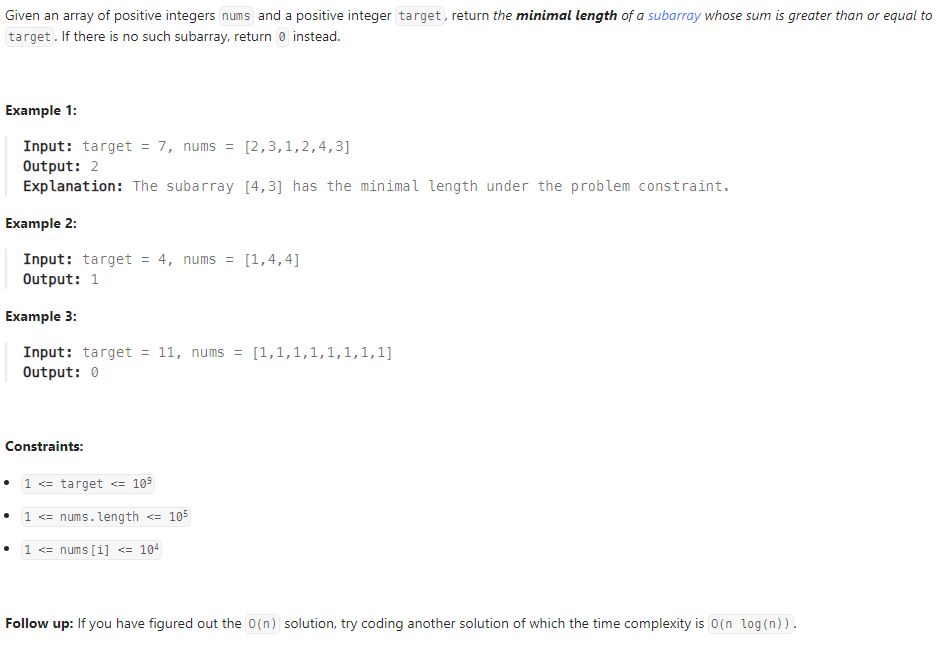 Given an array of positive integers nums and a positive integer target, return the minimal length of a subarray whose sum is greater than or equal to
target. If there is no such subarray, return 0 instead.
Example 1:
Input: target = 7, nums = [2,3,1,2,4,3]
Output: 2
Explanation: The subarray [4,3] has the minimal length under the problem constraint.
Example 2:
Input: target = 4, nums = [1,4,4]
Output: 1
Example 3:
Input: target = 11, nums = [1,1,1,1,1,1,1,1]
Output: 0
Constraints:
• 1 <= target <= 10⁹
• 1 <= nums.length <= 10⁵
• 1 <= nums[i] <= 10⁴
Follow up: If you have figured out the O(n) solution, try coding another solution of which the time complexity is O(n log(n)).